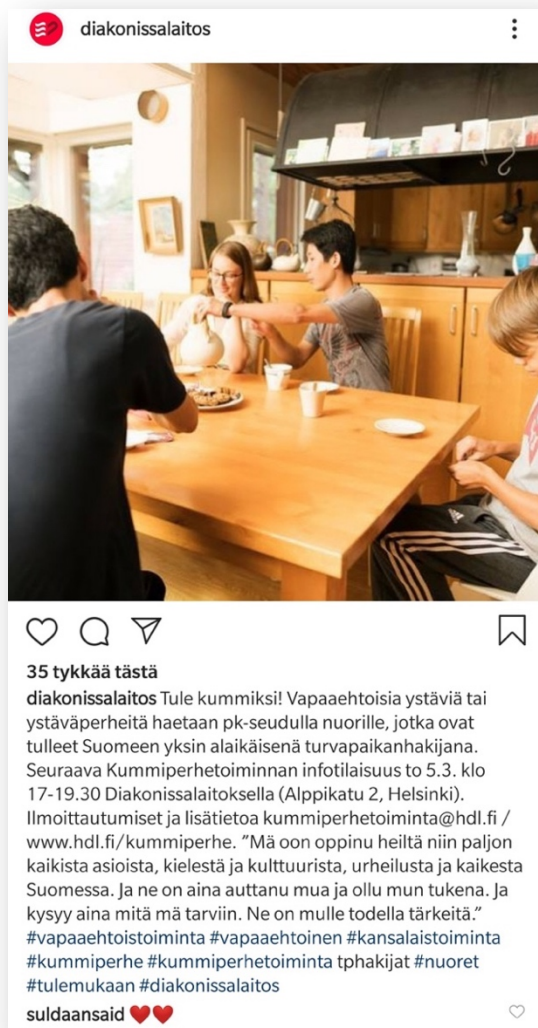 diakonissalaitos
35 tykkää tästä
diakonissalaitos Tule kummiksi! Vapaaehtoisia ystäviä tai
ystäväperheitä haetaan pk-seudulla nuorille, jotka ovat
tulleet Suomeen yksin alaikäisenä turvapaikanhakijana.
Seuraava Kummiperhetoiminnan infotilaisuus to 5.3. klo
17-19.30 Diakonissalaitoksella (Alppikatu 2, Helsinki).
Ilmoittautumiset ja lisätietoa kummiperhetoiminta@hdl.fi /
www.hdl.fi/kummiperhe. ”Mä oon oppinu heiltä niin paljon
kaikista asioista, kielestä ja kulttuurista, urheilusta ja kaikesta
Suomessa. Ja ne on aina auttanu mua ja ollu mun tukena. Ja
kysyy aina mitä mä tarviin. Ne on mulle todella tärkeitä.”
#vapaaehtoistoiminta #vapaaehtoinen #kansalaistoiminta
#kummiperhe #kummiperhetoiminta tphakijat #nuoret
#tulemukaan #diakonissalaitos
suldaansaid ❤️❤️